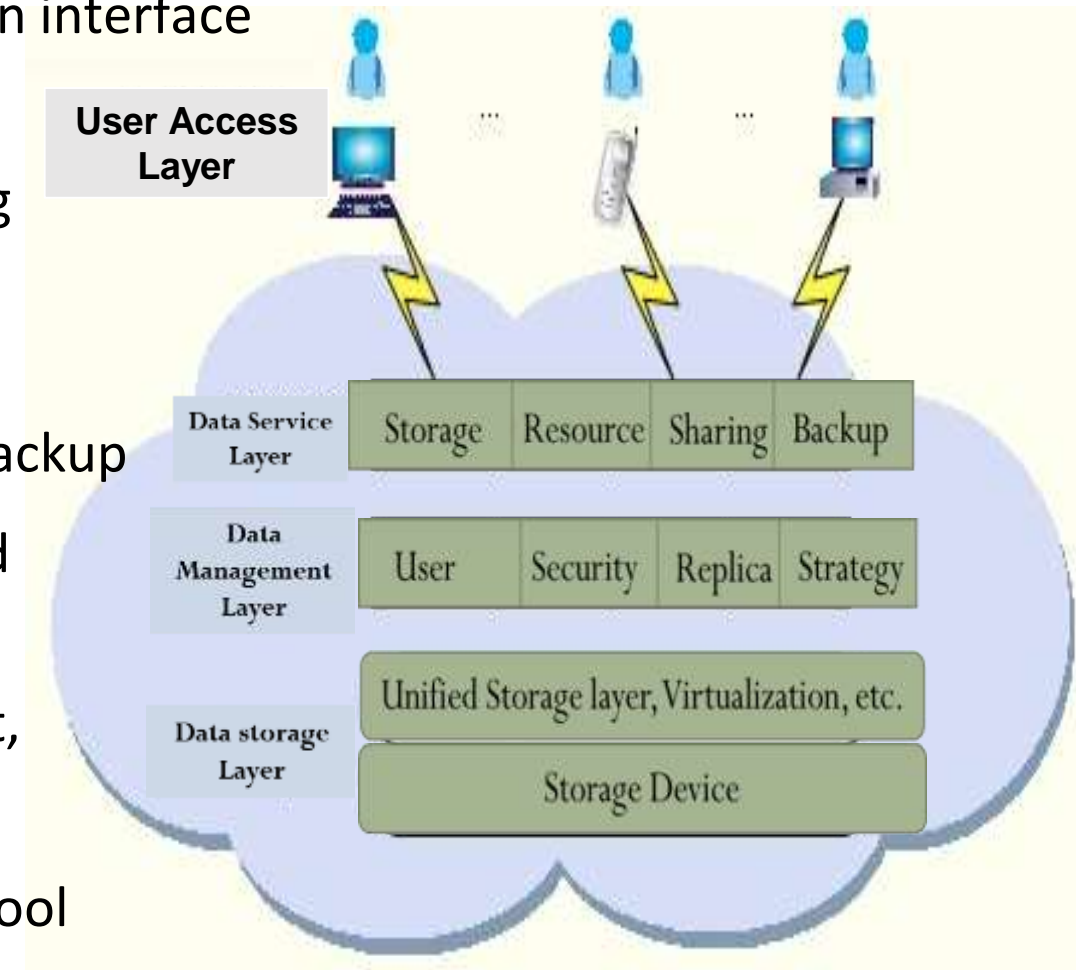 n interface
User Access
Layer
...
...
g
Data Service
Layer
Storage Resource Sharing Backup
ackup
Data
Management
Layer
User Security Replica Strategy
d
Unified Storage layer, Virtualization, etc.
t,
Data storage
Layer
Storage Device
ool